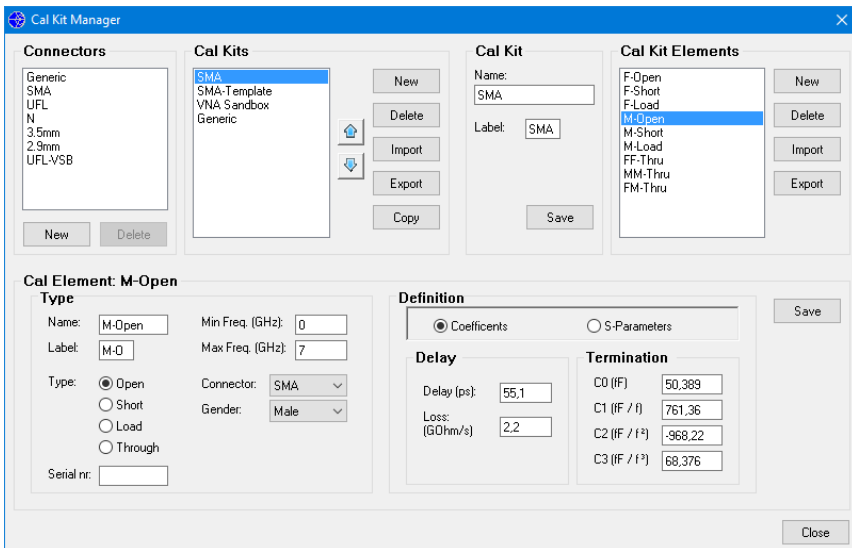 Cal Kit Manager
Connectors
Generic
SMA
UFL
N
3.5mm
2.9mm
UFL-VSB
New
Delete
Cal Kits
SMA
SMA-Template
VNA Sandbox
Generic
New
Delete
Import
Export
Copy
Cal Kit
Name:
SMA
Label:
SMA
Save
Cal Kit Elements
F-Open
F-Short
F-Load
M-Open
M-Short
M-Load
FF-Thru
MM-Thru
FM-Thru
New
Delete
Import
Export
Cal Element: M-Open
Type
Name:
M-Open
Label:
M-O
Type:
Open
Short
Load
Through
Serial nr:
Min Freq. (GHz):
0
Max Freq. (GHz):
7
Connector:
SMA
Gender:
Male
Definition
Coefficents
S-Parameters
Delay
Delay (ps):
55,1
Loss:
(GOhm/s)
2,2
Termination
C0 (fF)
50,389
C1 (fF / f)
761,36
C2 (fF / f²)
-968,22
C3 (fF / f³)
68,376
Save
Close